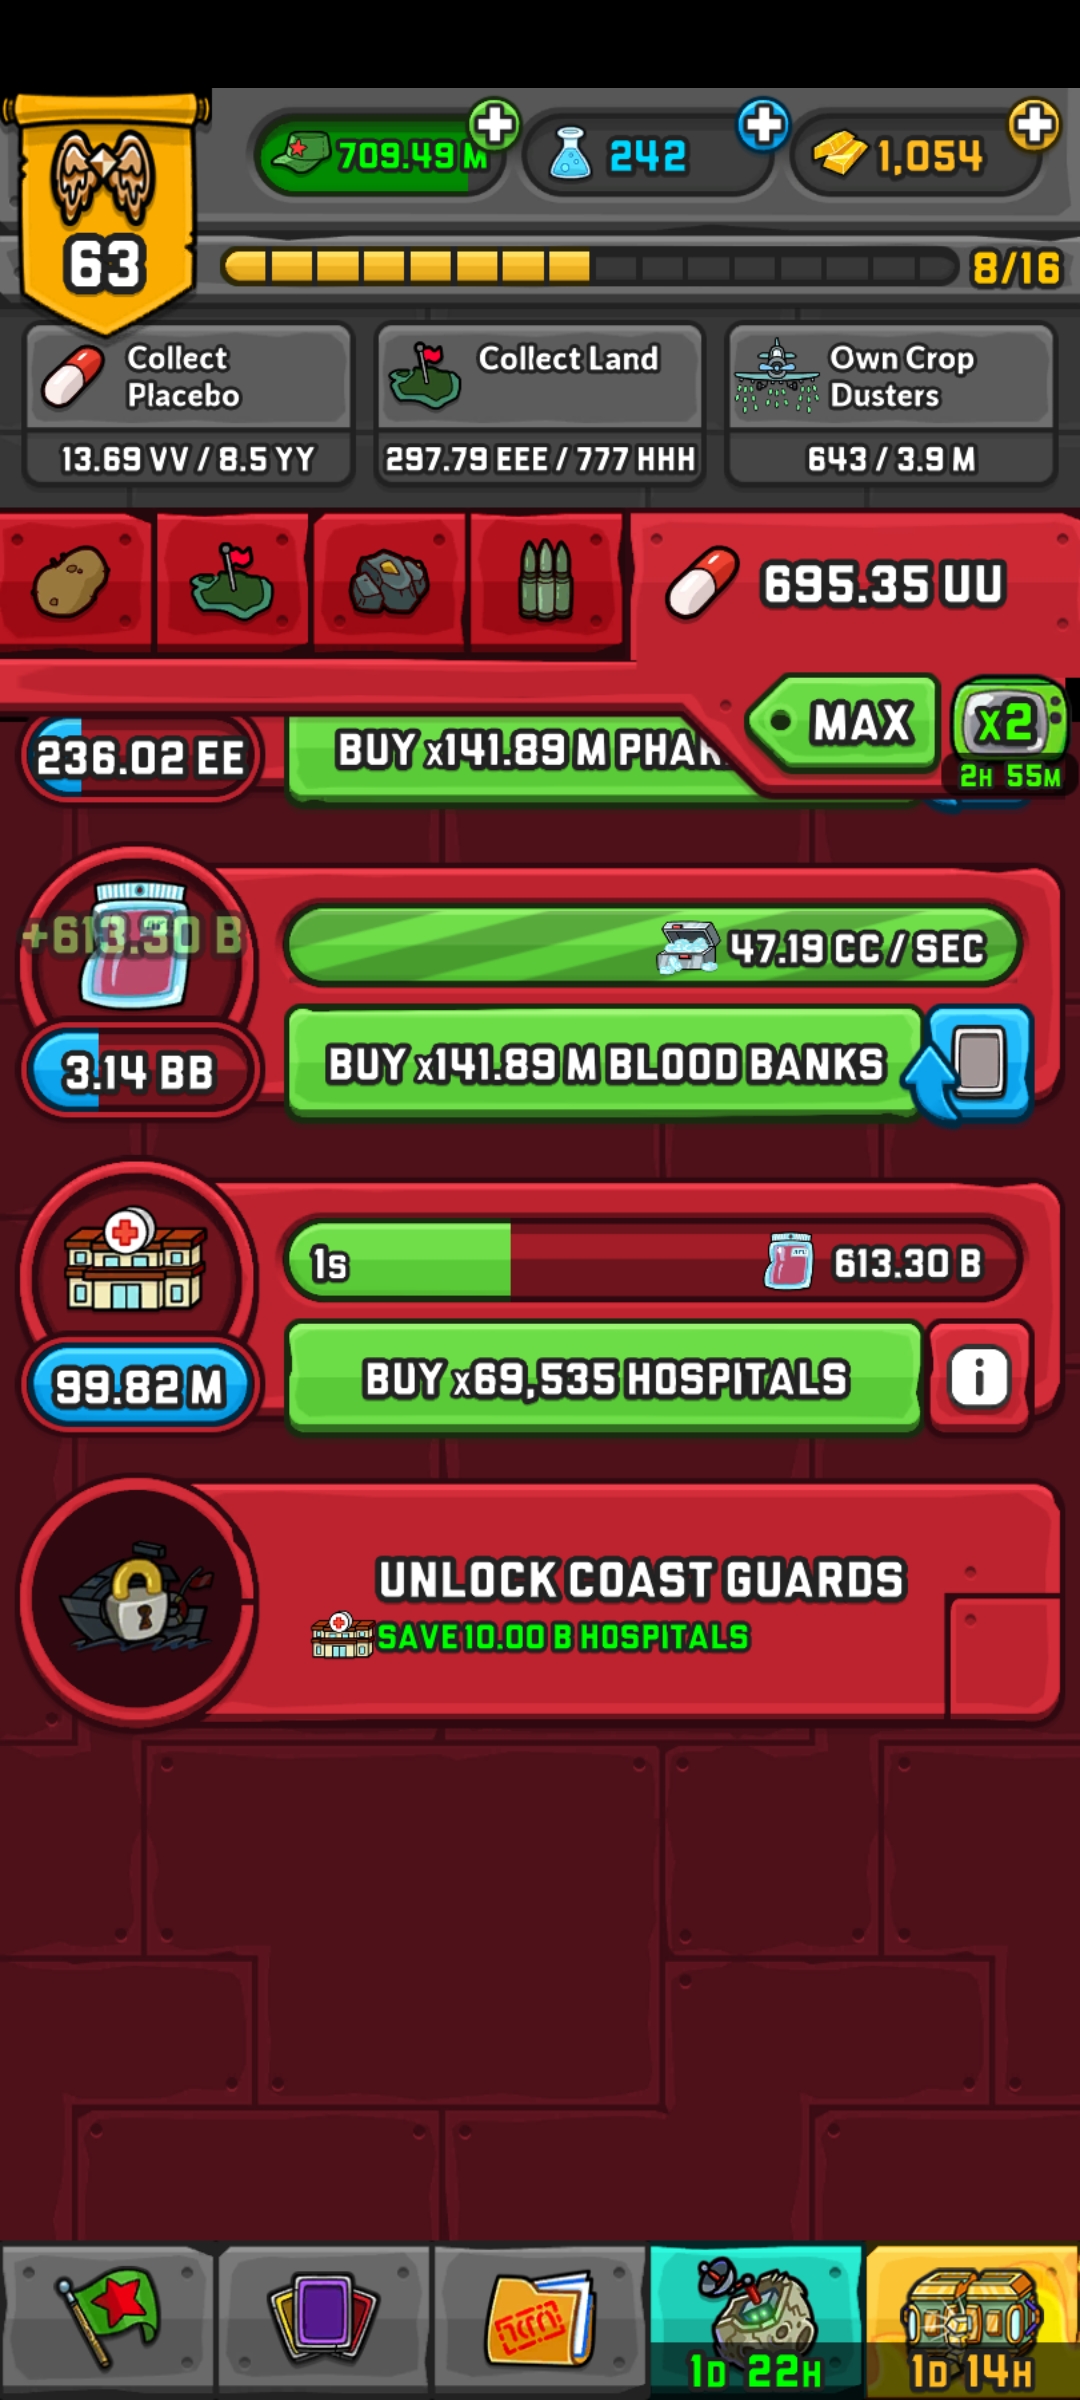 709.49 M
242
1,054
63
8/16
Collect
Placebo
13.69 VV / 8.5 YY
Collect Land
297.79 EEE / 777 HHH
Own Crop
Dusters
643 / 3.9 M
695.35 UU
MAX
x2
2H 55M
236.02 EE
BUY x141.89 M
+613.30 B
47.19 CC / SEC
3.14 BB
BUY x141.89 M BLOOD BANKS
1s
613.30 B
99.82 M
BUY x69,535 HOSPITALS
i
UNLOCK COAST GUARDS
SAVE 10.00 B HOSPITALS
1D 22H
1D 14H